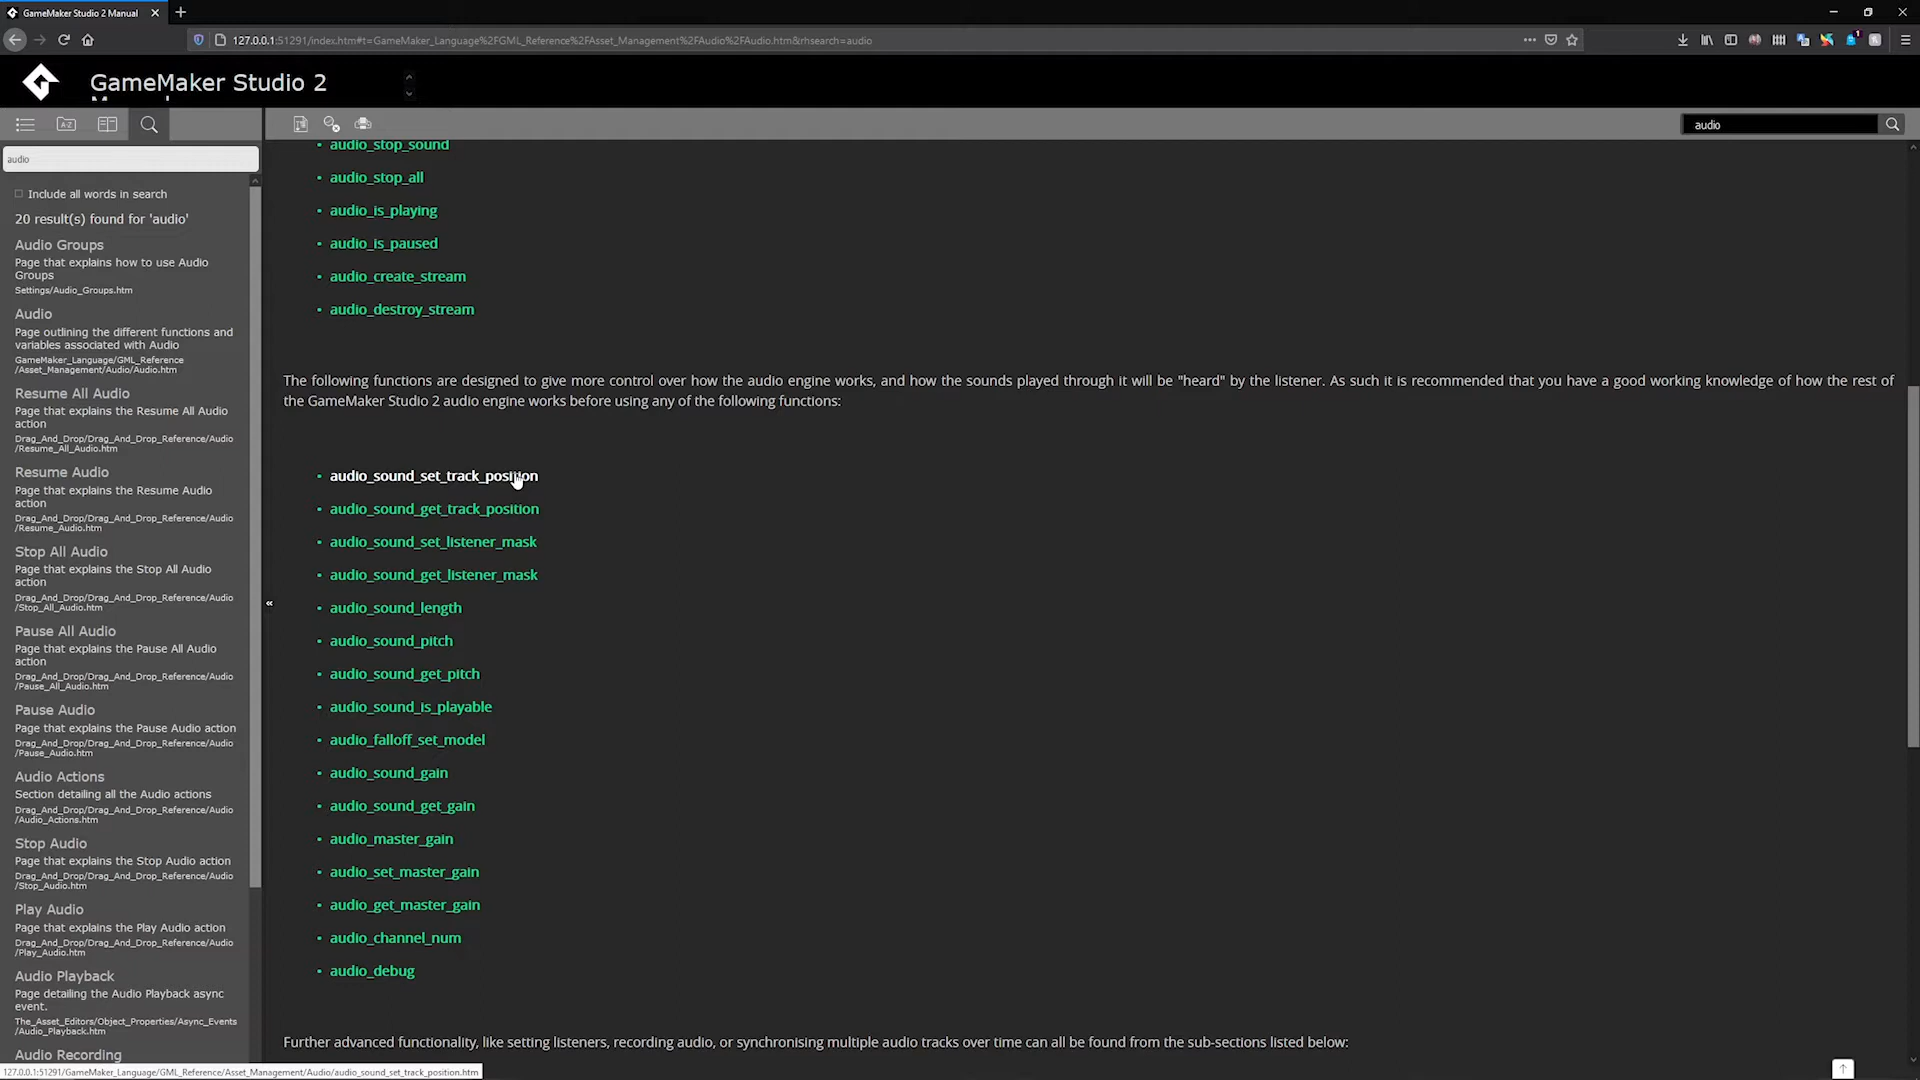 GameMaker Studio 2 Manual
127.0.0.1:51291/index.htm#t=GameMaker_Language%2FGML_Reference%2FAsset_Management%2FAudio%2FAudio.htm&rhsearch=audio
1
GameMaker Studio 2
A-Z
audio
audio
Include all words in search
20 result(s) found for 'audio'
Audio Groups
Page that explains how to use Audio
Groups
Settings/Audio_Groups.htm
Audio
Page outlining the different functions and
variables associated with Audio
GameMaker_Language/GML_Reference
/Asset_Management/Audio/Audio.htm
Resume All Audio
Page that explains the Resume All Audio
action
Drag_And_Drop/Drag_And_Drop_Reference/Audio
/Resume_All_Audio.htm
Resume Audio
Page that explains the Resume Audio
action
Drag_And_Drop/Drag_And_Drop_Reference/Audio
/Resume_Audio.htm
Stop All Audio
Page that explains the Stop All Audio
action
Drag_And_Drop/Drag_And_Drop_Reference/Audio
/Stop_All_Audio.htm
Pause All Audio
Page that explains the Pause All Audio
action
Drag_And_Drop/Drag_And_Drop_Reference/Audio
/Pause_All_Audio.htm
Pause Audio
Page that explains the Pause Audio action
Drag_And_Drop/Drag_And_Drop_Reference/Audio
/Pause_Audio.htm
Audio Actions
Section detailing all the Audio actions
Drag_And_Drop/Drag_And_Drop_Reference/Audio
/Audio_Actions.htm
Stop Audio
Page that explains the Stop Audio action
Drag_And_Drop/Drag_And_Drop_Reference/Audio
/Stop_Audio.htm
Play Audio
Page that explains the Play Audio action
Drag_And_Drop/Drag_And_Drop_Reference/Audio
/Play_Audio.htm
Audio Playback
Page detailing the Audio Playback async
event.
The_Asset_Editors/Object_Properties/Async_Events
/Audio_Playback.htm
Audio Recording
audio_stop_sound
audio_stop_all
audio_is_playing
audio_is_paused
audio_create_stream
audio_destroy_stream
The following functions are designed to give more control over how the audio engine works, and how the sounds played through it will be "heard" by the listener. As such it is recommended that you have a good working knowledge of how the rest of
the GameMaker Studio 2 audio engine works before using any of the following functions:
audio_sound_set_track_position
audio_sound_get_track_position
audio_sound_set_listener_mask
audio_sound_get_listener_mask
audio_sound_length
audio_sound_pitch
audio_sound_get_pitch
audio_sound_is_playable
audio_falloff_set_model
audio_sound_gain
audio_sound_get_gain
audio_master_gain
audio_set_master_gain
audio_get_master_gain
audio_channel_num
audio_debug
Further advanced functionality, like setting listeners, recording audio, or synchronising multiple audio tracks over time can all be found from the sub-sections listed below:
127.0.0.1:51291/GameMaker_Language/GML_Reference/Asset_Management/Audio/audio_sound_set_track_position.htm